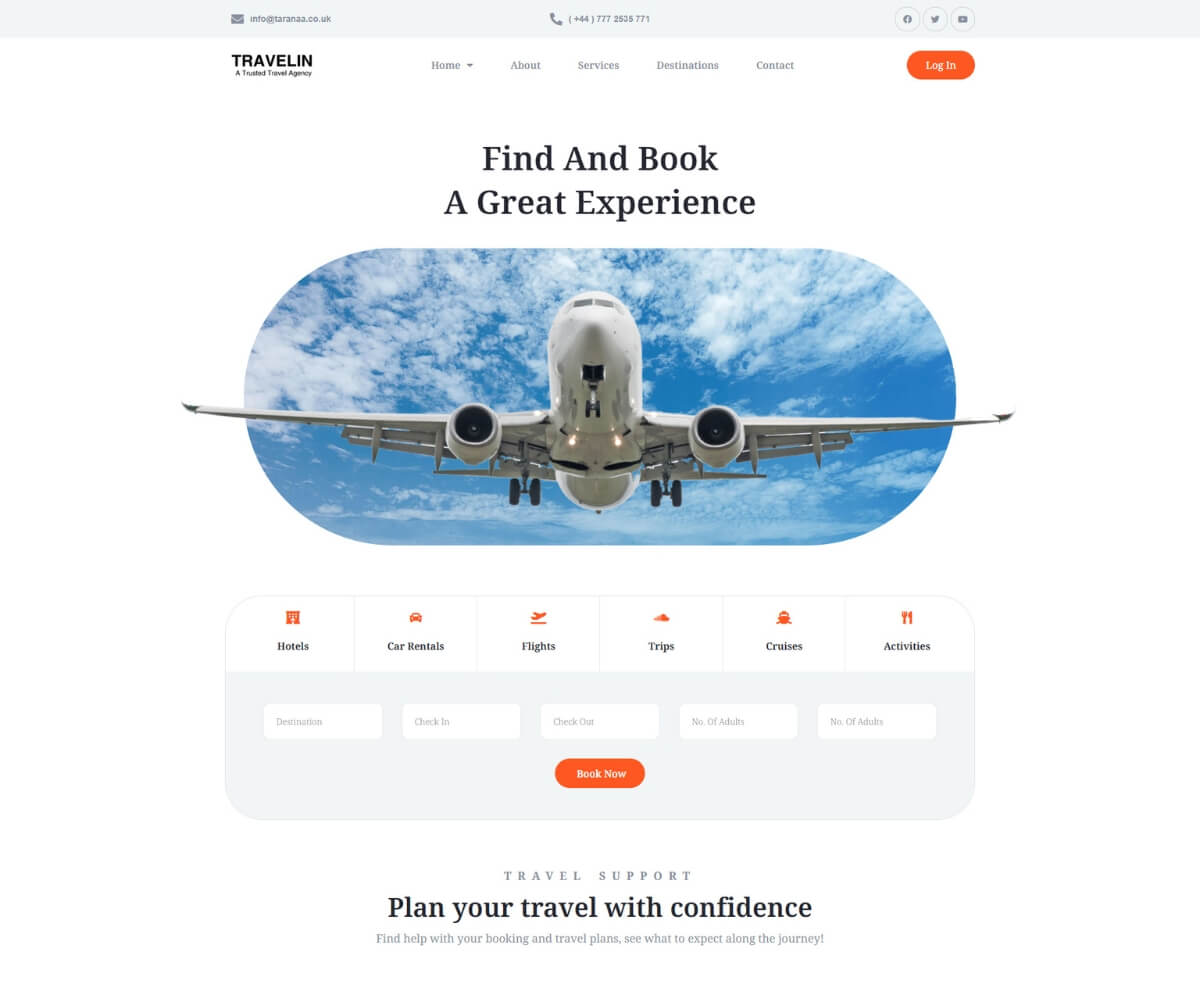 info@taranaa.co.uk
( +44 ) 777 2535 771
TRAVELIN
A Trusted Travel Agency
Home
About
Services
Destinations
Contact
Log In
Find And Book
A Great Experience
Hotels
Car Rentals
Flights
Trips
Cruises
Activities
Destination
Check In
Check Out
No. Of Adults
No. Of Adults
Book Now
TRAVEL SUPPORT
Plan your travel with confidence
Find help with your booking and travel plans, see what to expect along the journey!